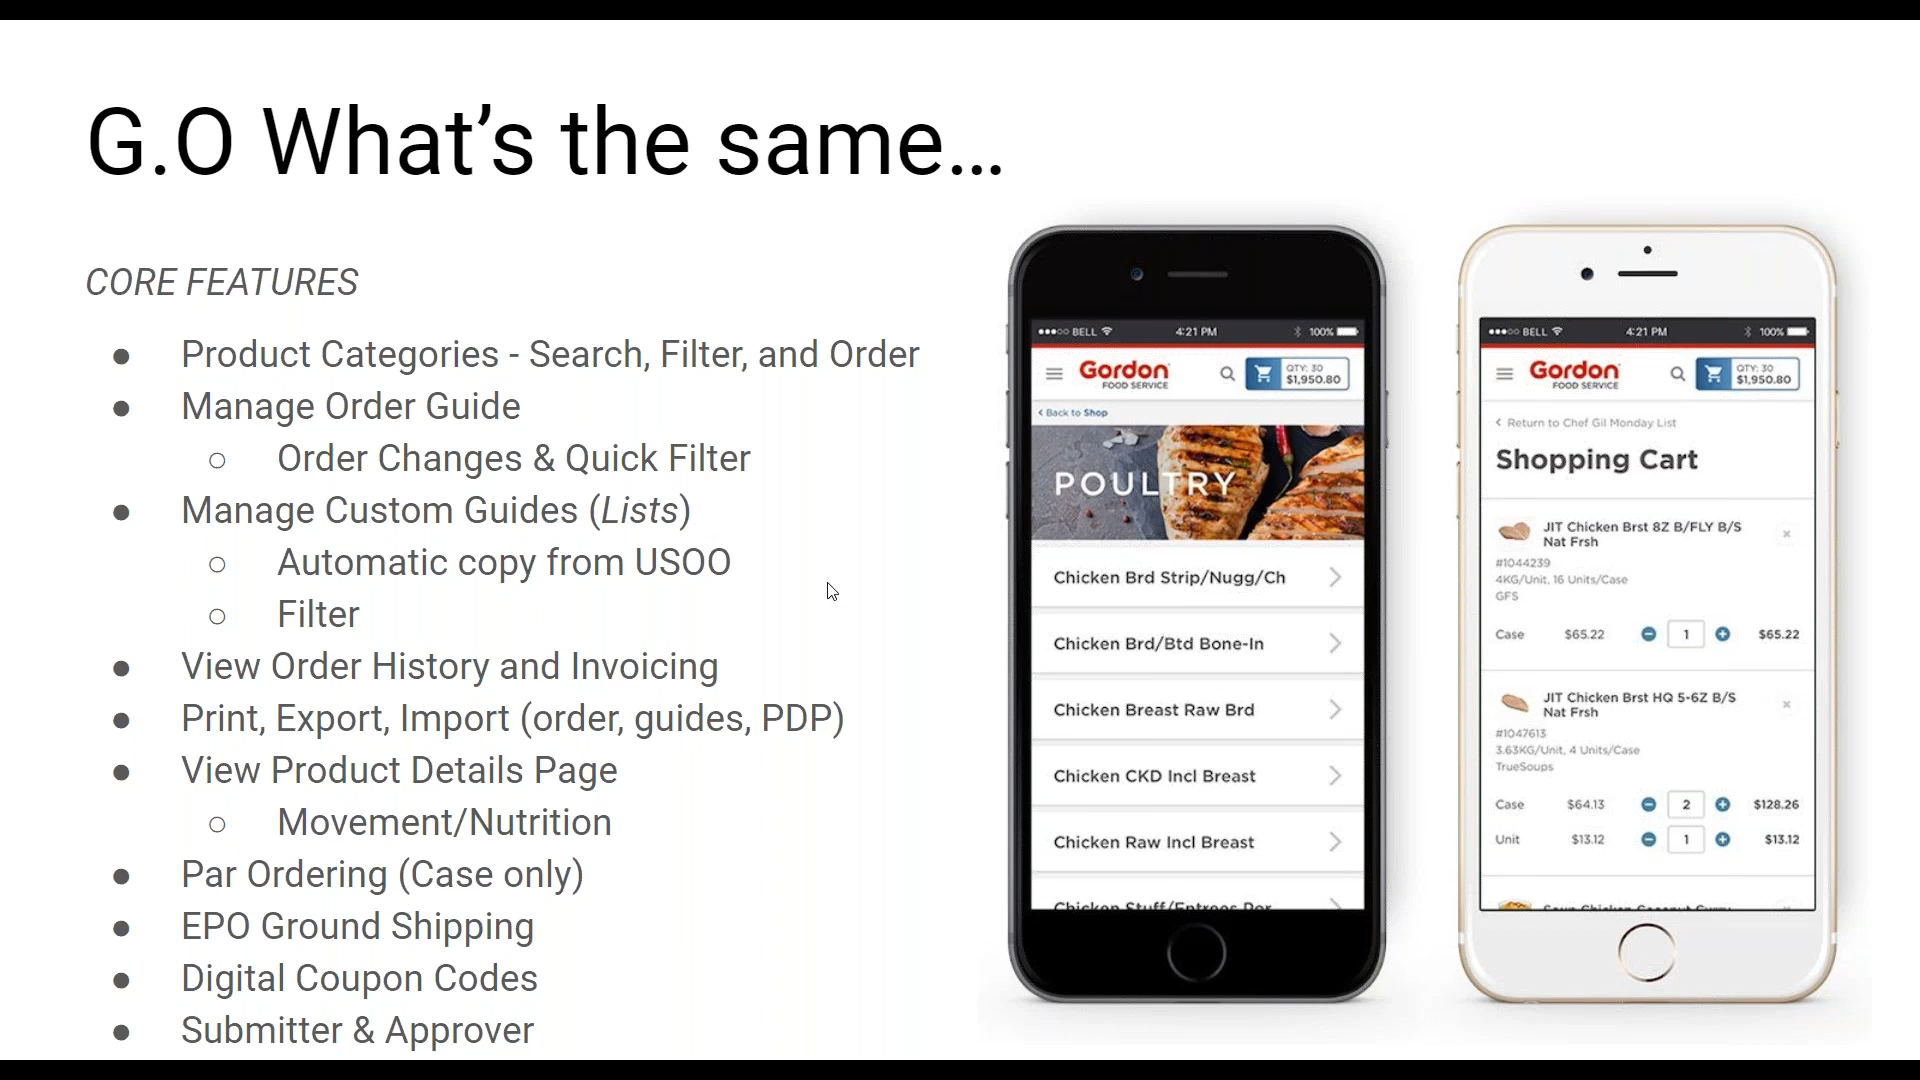 G.O What's the same...
CORE FEATURES
● Product Categories - Search, Filter, and Order
● Manage Order Guide
○ Order Changes & Quick Filter
● Manage Custom Guides (Lists)
○ Automatic copy from USOO
○ Filter
● View Order History and Invoicing
● Print, Export, Import (order, guides, PDP)
● View Product Details Page
○ Movement/Nutrition
● Par Ordering (Case only)
● EPO Ground Shipping
● Digital Coupon Codes
● Submitter & Approver
BELL 4:21 PM 100%
Gordon
FOOD SERVICE
QTY: 30
$1,950.80
< Back to Shop
POULTRY
Chicken Brd Strip/Nugg/Ch
Chicken Brd/Btd Bone-In
Chicken Breast Raw Brd
Chicken CKD Incl Breast
Chicken Raw Incl Breast
Chicken Stuff/Entrees Por
BELL 4:21 PM 100%
Gordon
FOOD SERVICE
QTY: 30
$1,950.80
< Return to Chef Gil Monday List
Shopping Cart
JIT Chicken Brst 8Z B/FLY B/S
Nat Frsh
#1044239
4KG/Unit, 16 Units/Case
GFS
Case $65.22 1 $65.22
JIT Chicken Brst HQ 5-6Z B/S
Nat Frsh
#1047613
3.63KG/Unit, 4 Units/Case
TrueSoups
Case $64.13 2 $128.26
Unit $13.12 1 $13.12
Soup Chicken Coconut Curry